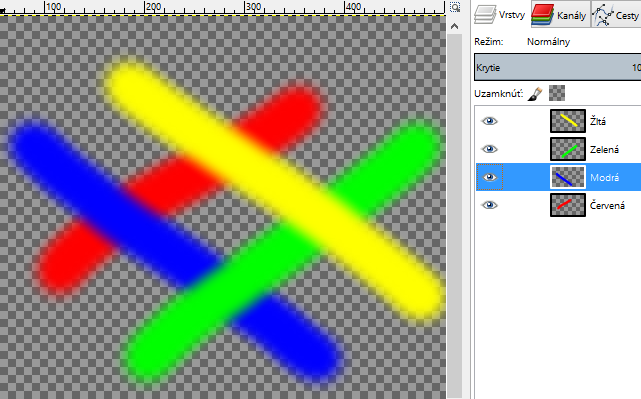 100 200 300 400
Vrstvy Kanály Cesty
Režim: Normálny
Krytie 10
Uzamknúť:
Žltá
Zelená
Modrá
Červená